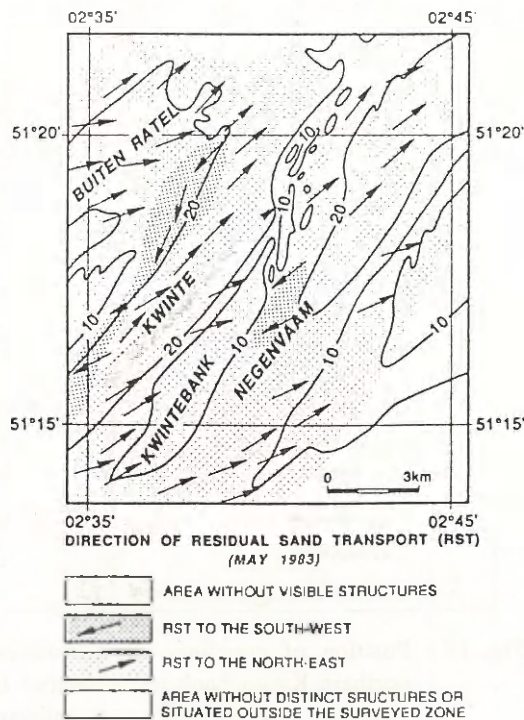 02°35' 02°45'
51°20' 51°20'
BUITEN RATEL
10
20
10
20
10
KWINTE
20
10
KWINTEBANK
NEGENVAAM
10
10
51°15' 51°15'
0 3km
02°35' 02°45'
DIRECTION OF RESIDUAL SAND TRANSPORT (RST)
(MAY 1983)
AREA WITHOUT VISIBLE STRUCTURES
RST TO THE SOUTH-WEST
RST TO THE NORTH-EAST
AREA WITHOUT DISTINCT SRUCTURES OR
SITUATED OUTSIDE THE SURVEYED ZONE